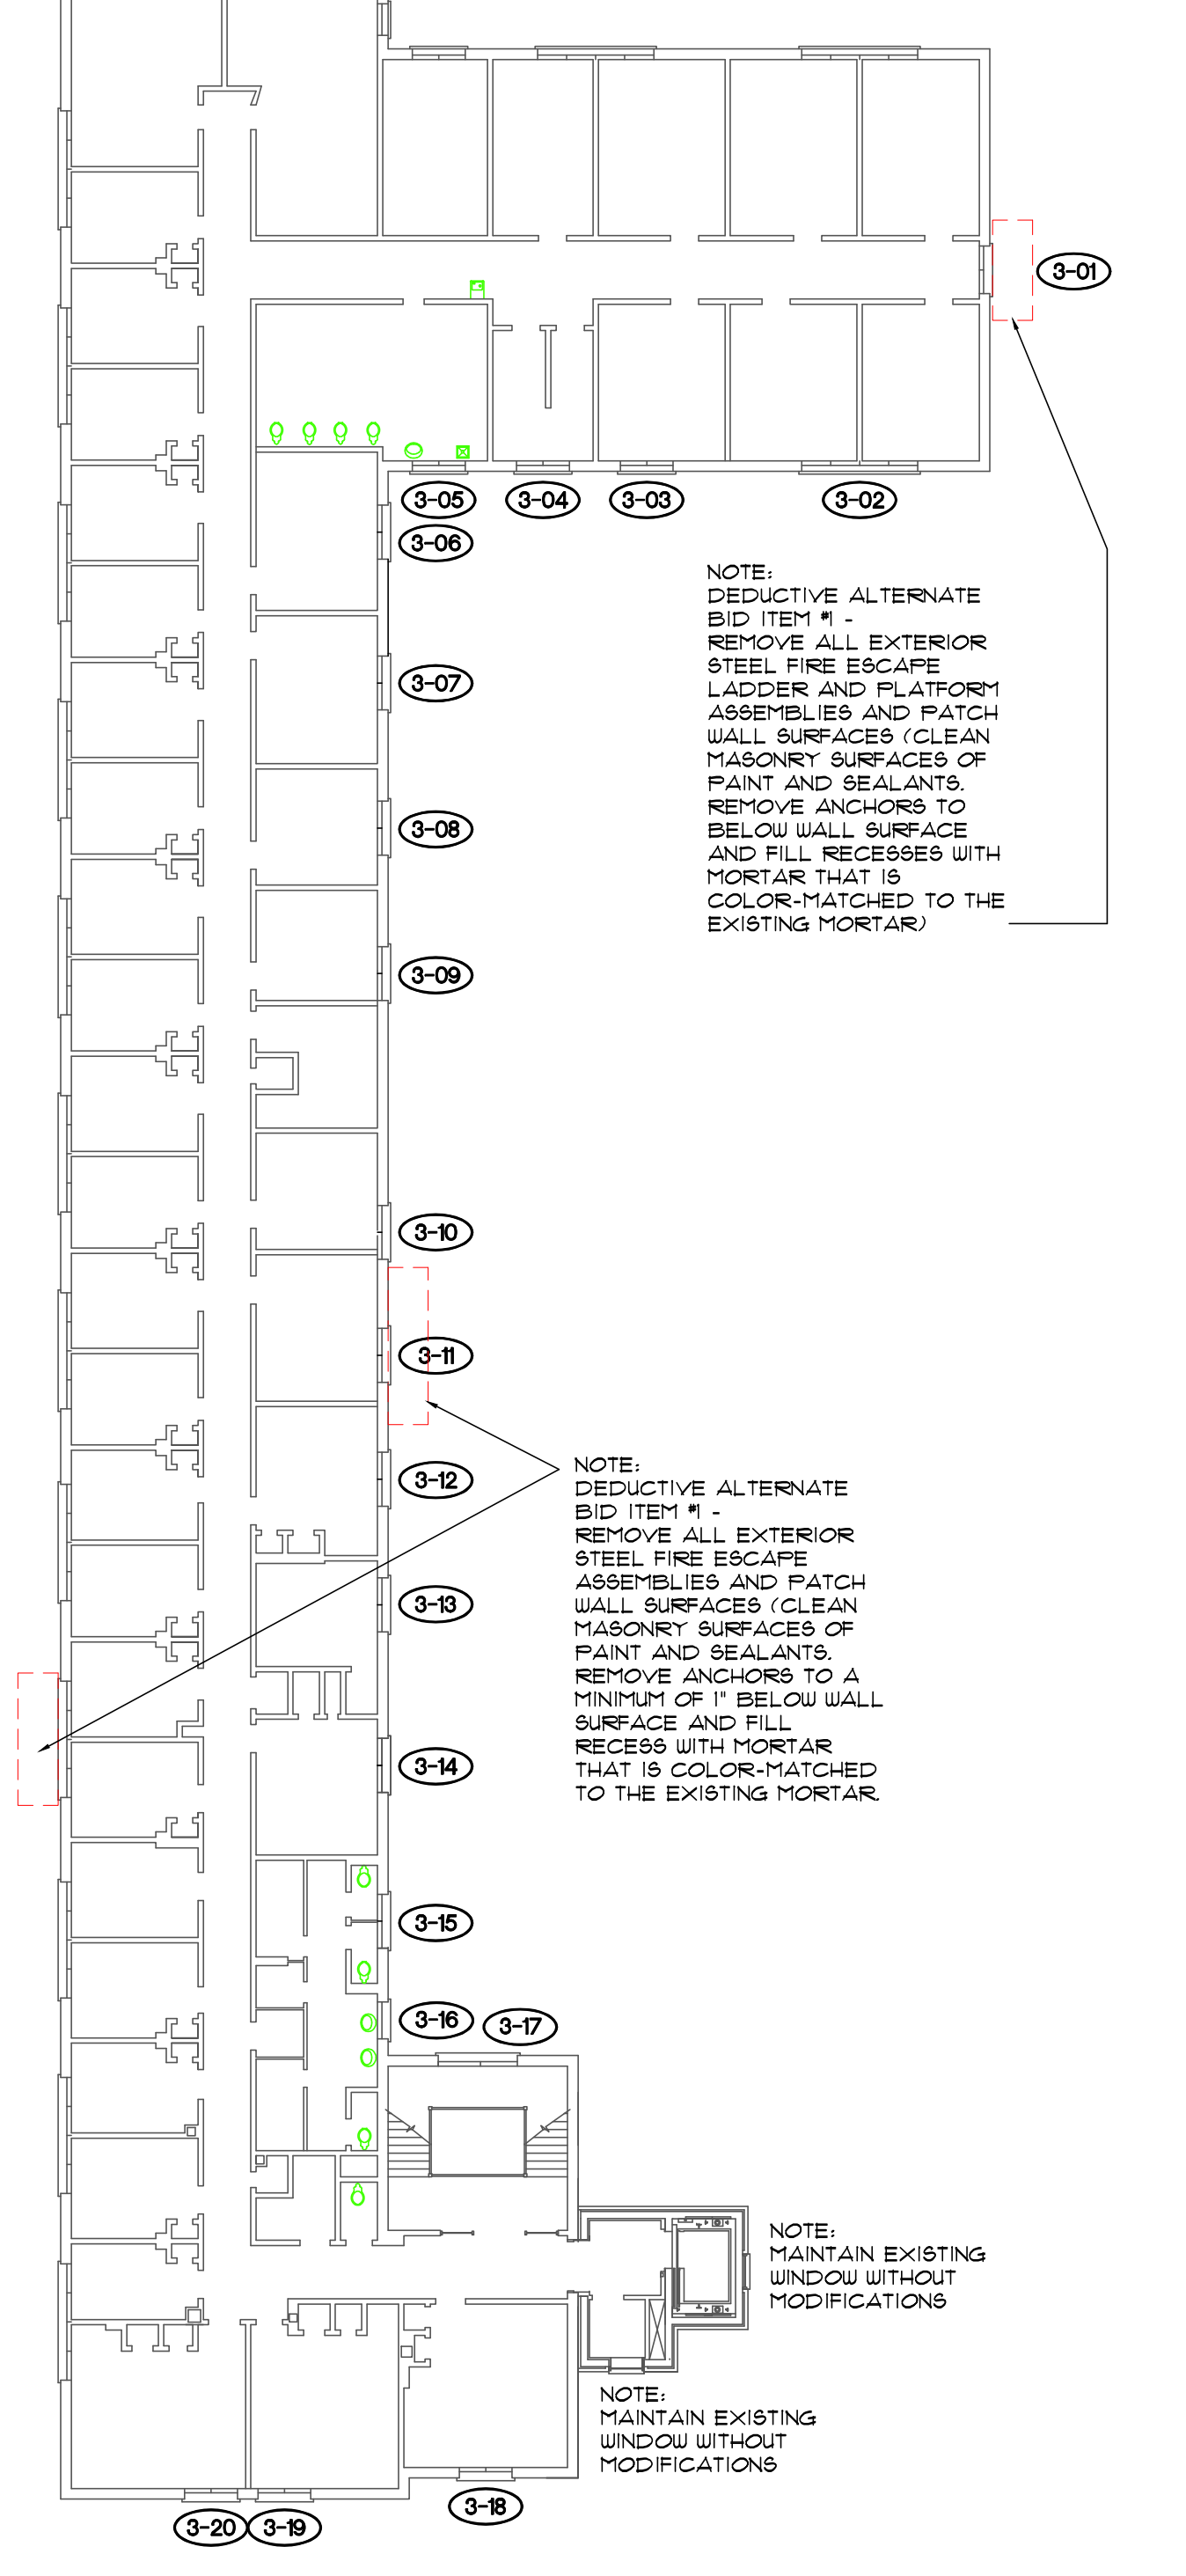 3-01
3-05
3-04
3-03
3-02
3-06
NOTE:
DEDUCTIVE ALTERNATE
BID ITEM #1 -
REMOVE ALL EXTERIOR
STEEL FIRE ESCAPE
LADDER AND PLATFORM
ASSEMBLIES AND PATCH
WALL SURFACES (CLEAN
MASONRY SURFACES OF
PAINT AND SEALANTS.
REMOVE ANCHORS TO
BELOW WALL SURFACE
AND FILL RECESSES WITH
MORTAR THAT IS
COLOR-MATCHED TO THE
EXISTING MORTAR)
3-07
3-08
3-09
3-10
3-11
3-12
NOTE:
DEDUCTIVE ALTERNATE
BID ITEM #1 -
REMOVE ALL EXTERIOR
STEEL FIRE ESCAPE
ASSEMBLIES AND PATCH
WALL SURFACES (CLEAN
MASONRY SURFACES OF
PAINT AND SEALANTS.
REMOVE ANCHORS TO A
MINIMUM OF 1" BELOW WALL
SURFACE AND FILL
RECESS WITH MORTAR
THAT IS COLOR-MATCHED
TO THE EXISTING MORTAR.
3-13
3-14
3-15
3-16
3-17
NOTE:
MAINTAIN EXISTING
WINDOW WITHOUT
MODIFICATIONS
NOTE:
MAINTAIN EXISTING
WINDOW WITHOUT
MODIFICATIONS
3-18
3-20
3-19